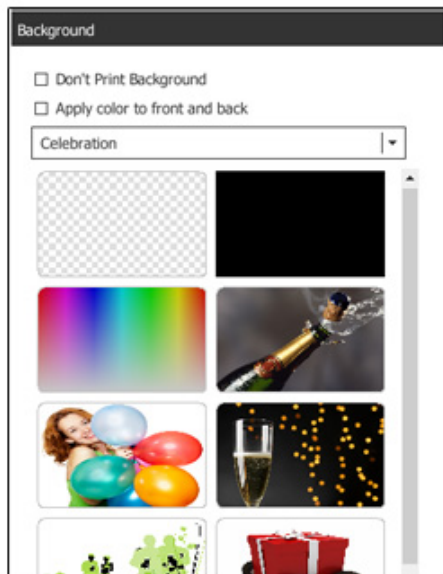 Background
Don't Print Background
Apply color to front and back
Celebration